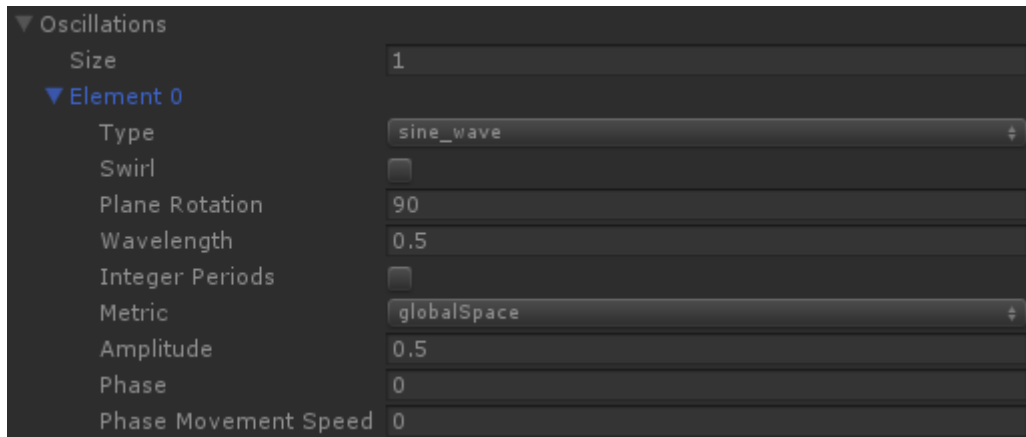 Oscillations
Size 1
Element 0
Type sine_wave
Swirl
Plane Rotation 90
Wavelength 0.5
Integer Periods
Metric globalSpace
Amplitude 0.5
Phase 0
Phase Movement Speed 0